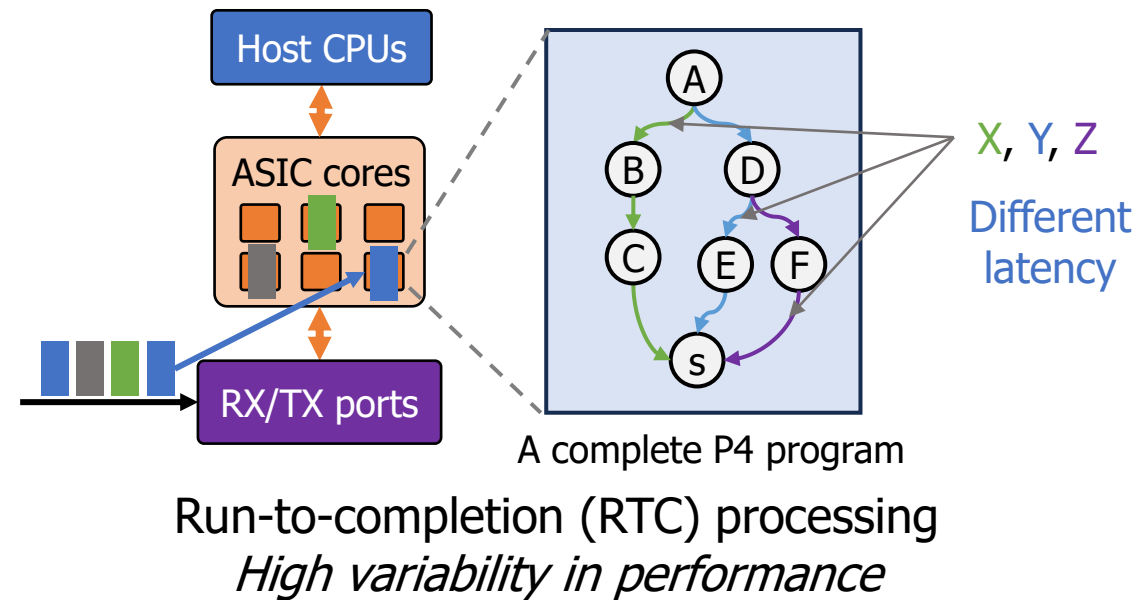 Host CPUs
ASIC cores
RX/TX ports
A
B
D
C
E
F
s
X, Y, Z
Different
latency
A complete P4 program
Run-to-completion (RTC) processing
High variability in performance